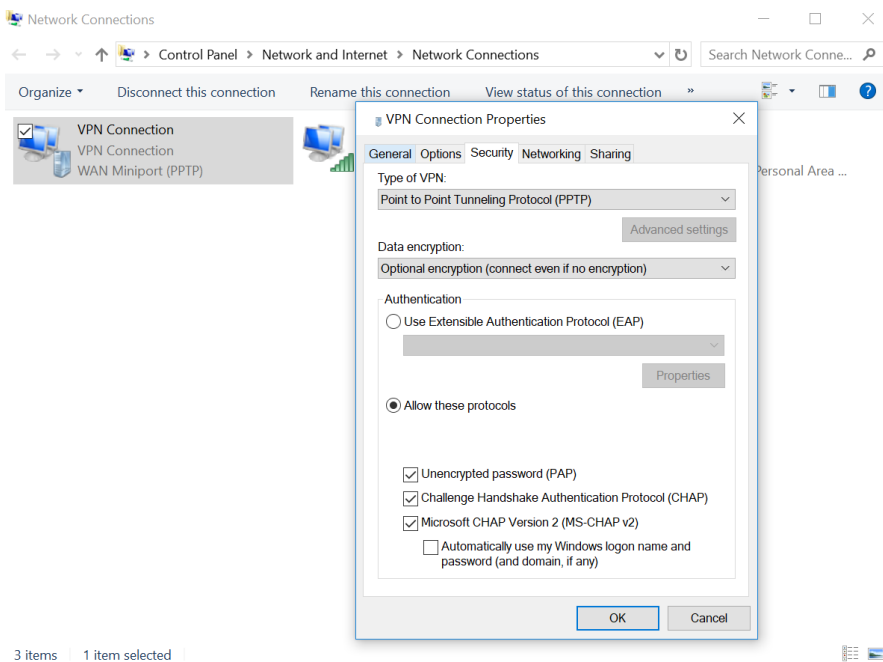 Network Connections
Control Panel > Network and Internet > Network Connections
Search Network Conne...
Organize
Disconnect this connection
Rename this connection
View status of this connection
»
VPN Connection
VPN Connection
WAN Miniport (PPTP)
Personal Area ...
VPN Connection Properties
General Options Security Networking Sharing
Type of VPN:
Point to Point Tunneling Protocol (PPTP)
Advanced settings
Data encryption:
Optional encryption (connect even if no encryption)
Authentication
Use Extensible Authentication Protocol (EAP)
Properties
Allow these protocols
Unencrypted password (PAP)
Challenge Handshake Authentication Protocol (CHAP)
Microsoft CHAP Version 2 (MS-CHAP v2)
Automatically use my Windows logon name and
password (and domain, if any)
OK
Cancel
3 items
1 item selected